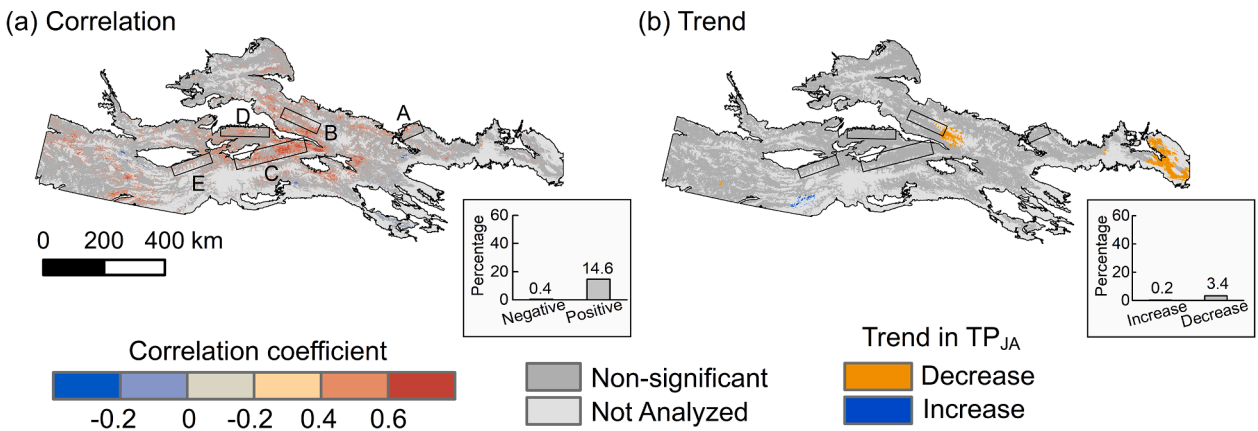 (a) Correlation
(b) Trend
A
B
C
D
E
0 200 400 km
Percentage
60
40
20
0
0.4
14.6
Negative
Positive
Percentage
60
40
20
0
0.2
3.4
Increase
Decrease
Correlation coefficient
-0.2 0 -0.2 0.4 0.6
Non-significant
Not Analyzed
Trend in TP_JA
Decrease
Increase